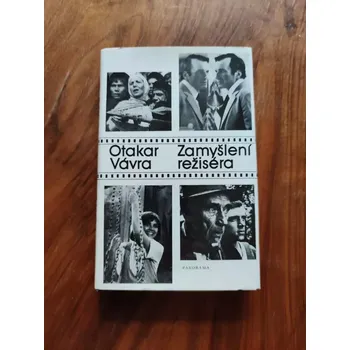 Otakar
Vávra
Zamyšlení
režiséra
PANORAMA